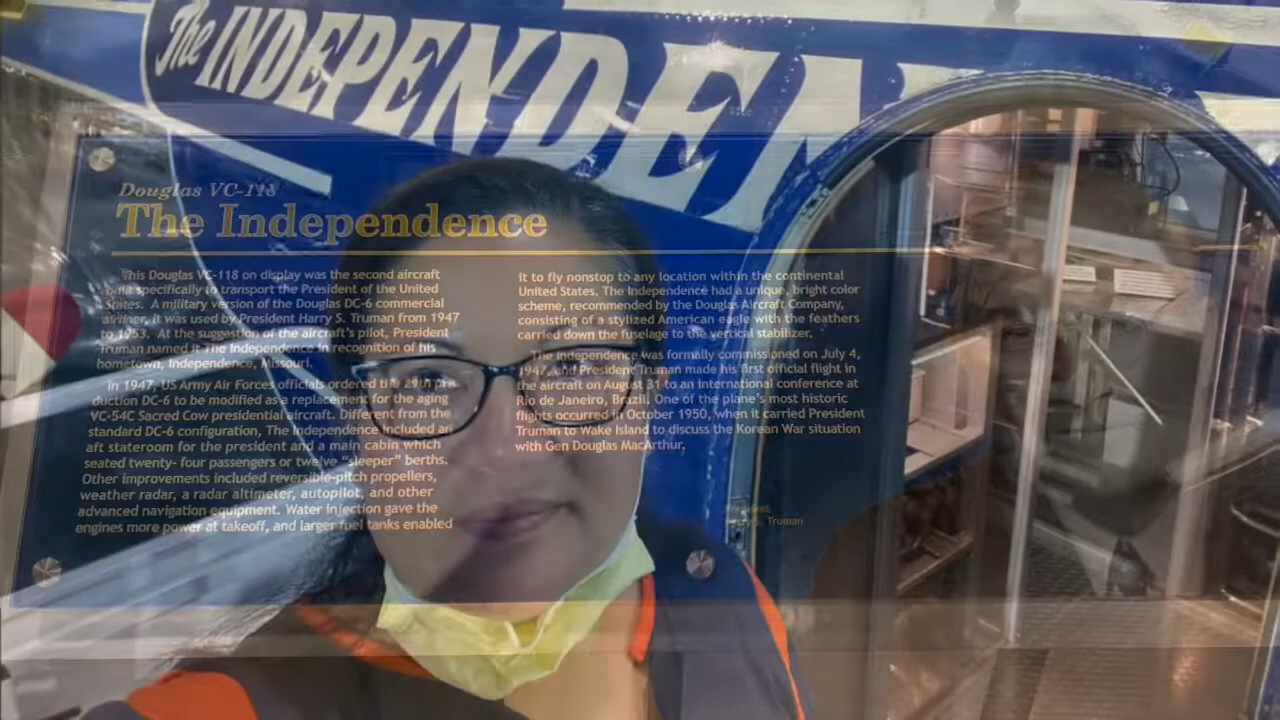 The INDEPENDEN
Douglas VC-118
The Independence
This Douglas VC-118 on display was the second aircraft
built specifically to transport the President of the United
States. A military version of the Douglas DC-6 commercial
airliner, it was used by President Harry S. Truman from 1947
to 1953. At the suggestion of the aircraft's pilot, President
Truman named it The Independence in recognition of his
hometown, Independence, Missouri.
In 1947, US Army Air Forces officials ordered the 29th pro-
duction DC-6 to be modified as a replacement for the aging
VC-54C Sacred Cow presidential aircraft. Different from the
standard DC-6 configuration, The Independence included an
aft stateroom for the president and a main cabin which
seated twenty- four passengers or twelve "sleeper" berths.
Other improvements included reversible-pitch propellers,
weather radar, a radar altimeter, autopilot, and other
advanced navigation equipment. Water injection gave the
engines more power at takeoff, and larger fuel tanks enabled
it to fly nonstop to any location within the continental
United States. The Independence had a unique, bright color
scheme, recommended by the Douglas Aircraft Company,
consisting of a stylized American eagle with the feathers
carried down the fuselage to the vertical stabilizer.
The Independence was formally commissioned on July 4,
1947, and President Truman made his first official flight in
the aircraft on August 31 to an international conference at
Rio de Janeiro, Brazil. One of the plane's most historic
flights occurred in October 1950, when it carried President
Truman to Wake Island to discuss the Korean War situation
with Gen Douglas MacArthur.
S. Truman